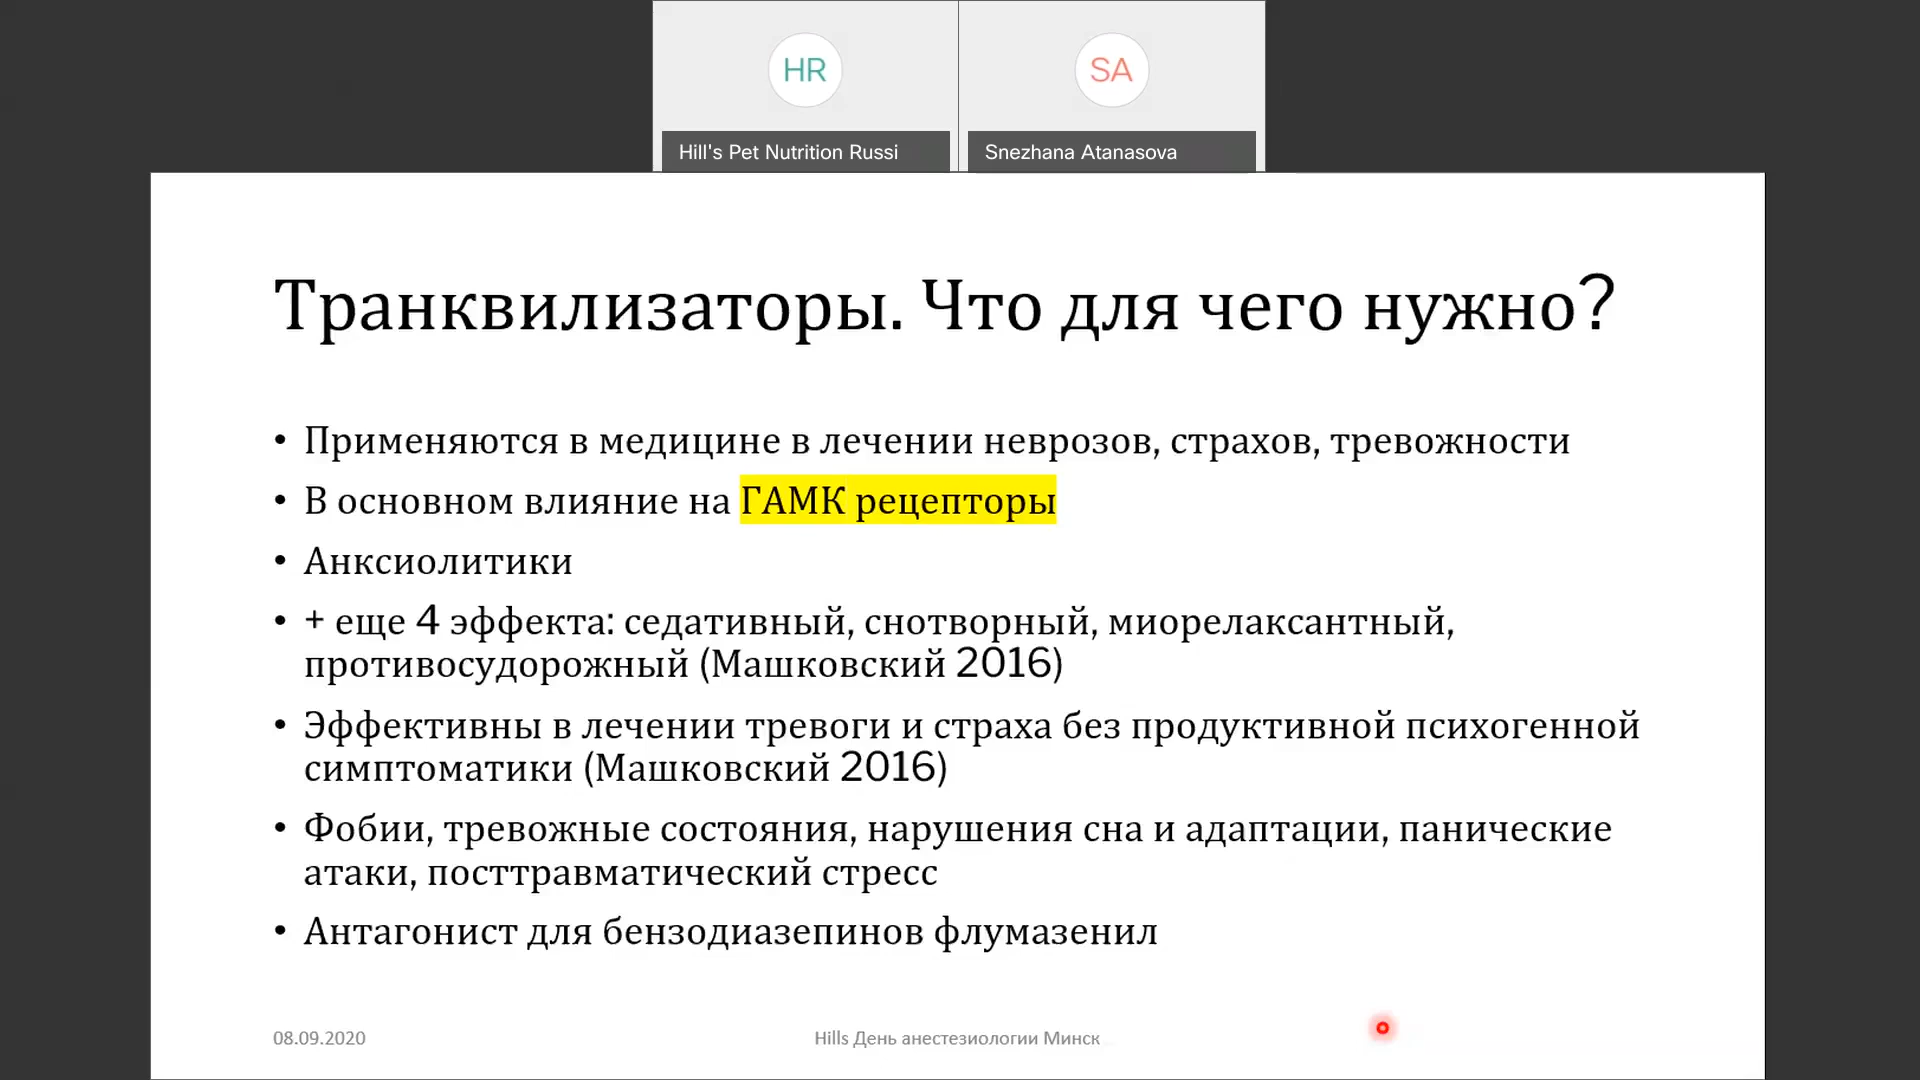 HR
SA
Hill's Pet Nutrition Russi
Snezhana Atanasova
Транквилизаторы. Что для чего нужно?
• Применяются в медицине в лечении неврозов, страхов, тревожности
• В основном влияние на ГАМК рецепторы
• Анксиолитики
• + еще 4 эффекта: седативный, снотворный, миорелаксантный,
противосудорожный (Машковский 2016)
• Эффективны в лечении тревоги и страха без продуктивной психогенной
симптоматики (Машковский 2016)
• Фобии, тревожные состояния, нарушения сна и адаптации, панические
атаки, посттравматический стресс
• Антагонист для бензодиазепинов флумазенил
08.09.2020
Hills День анестезиологии Минск